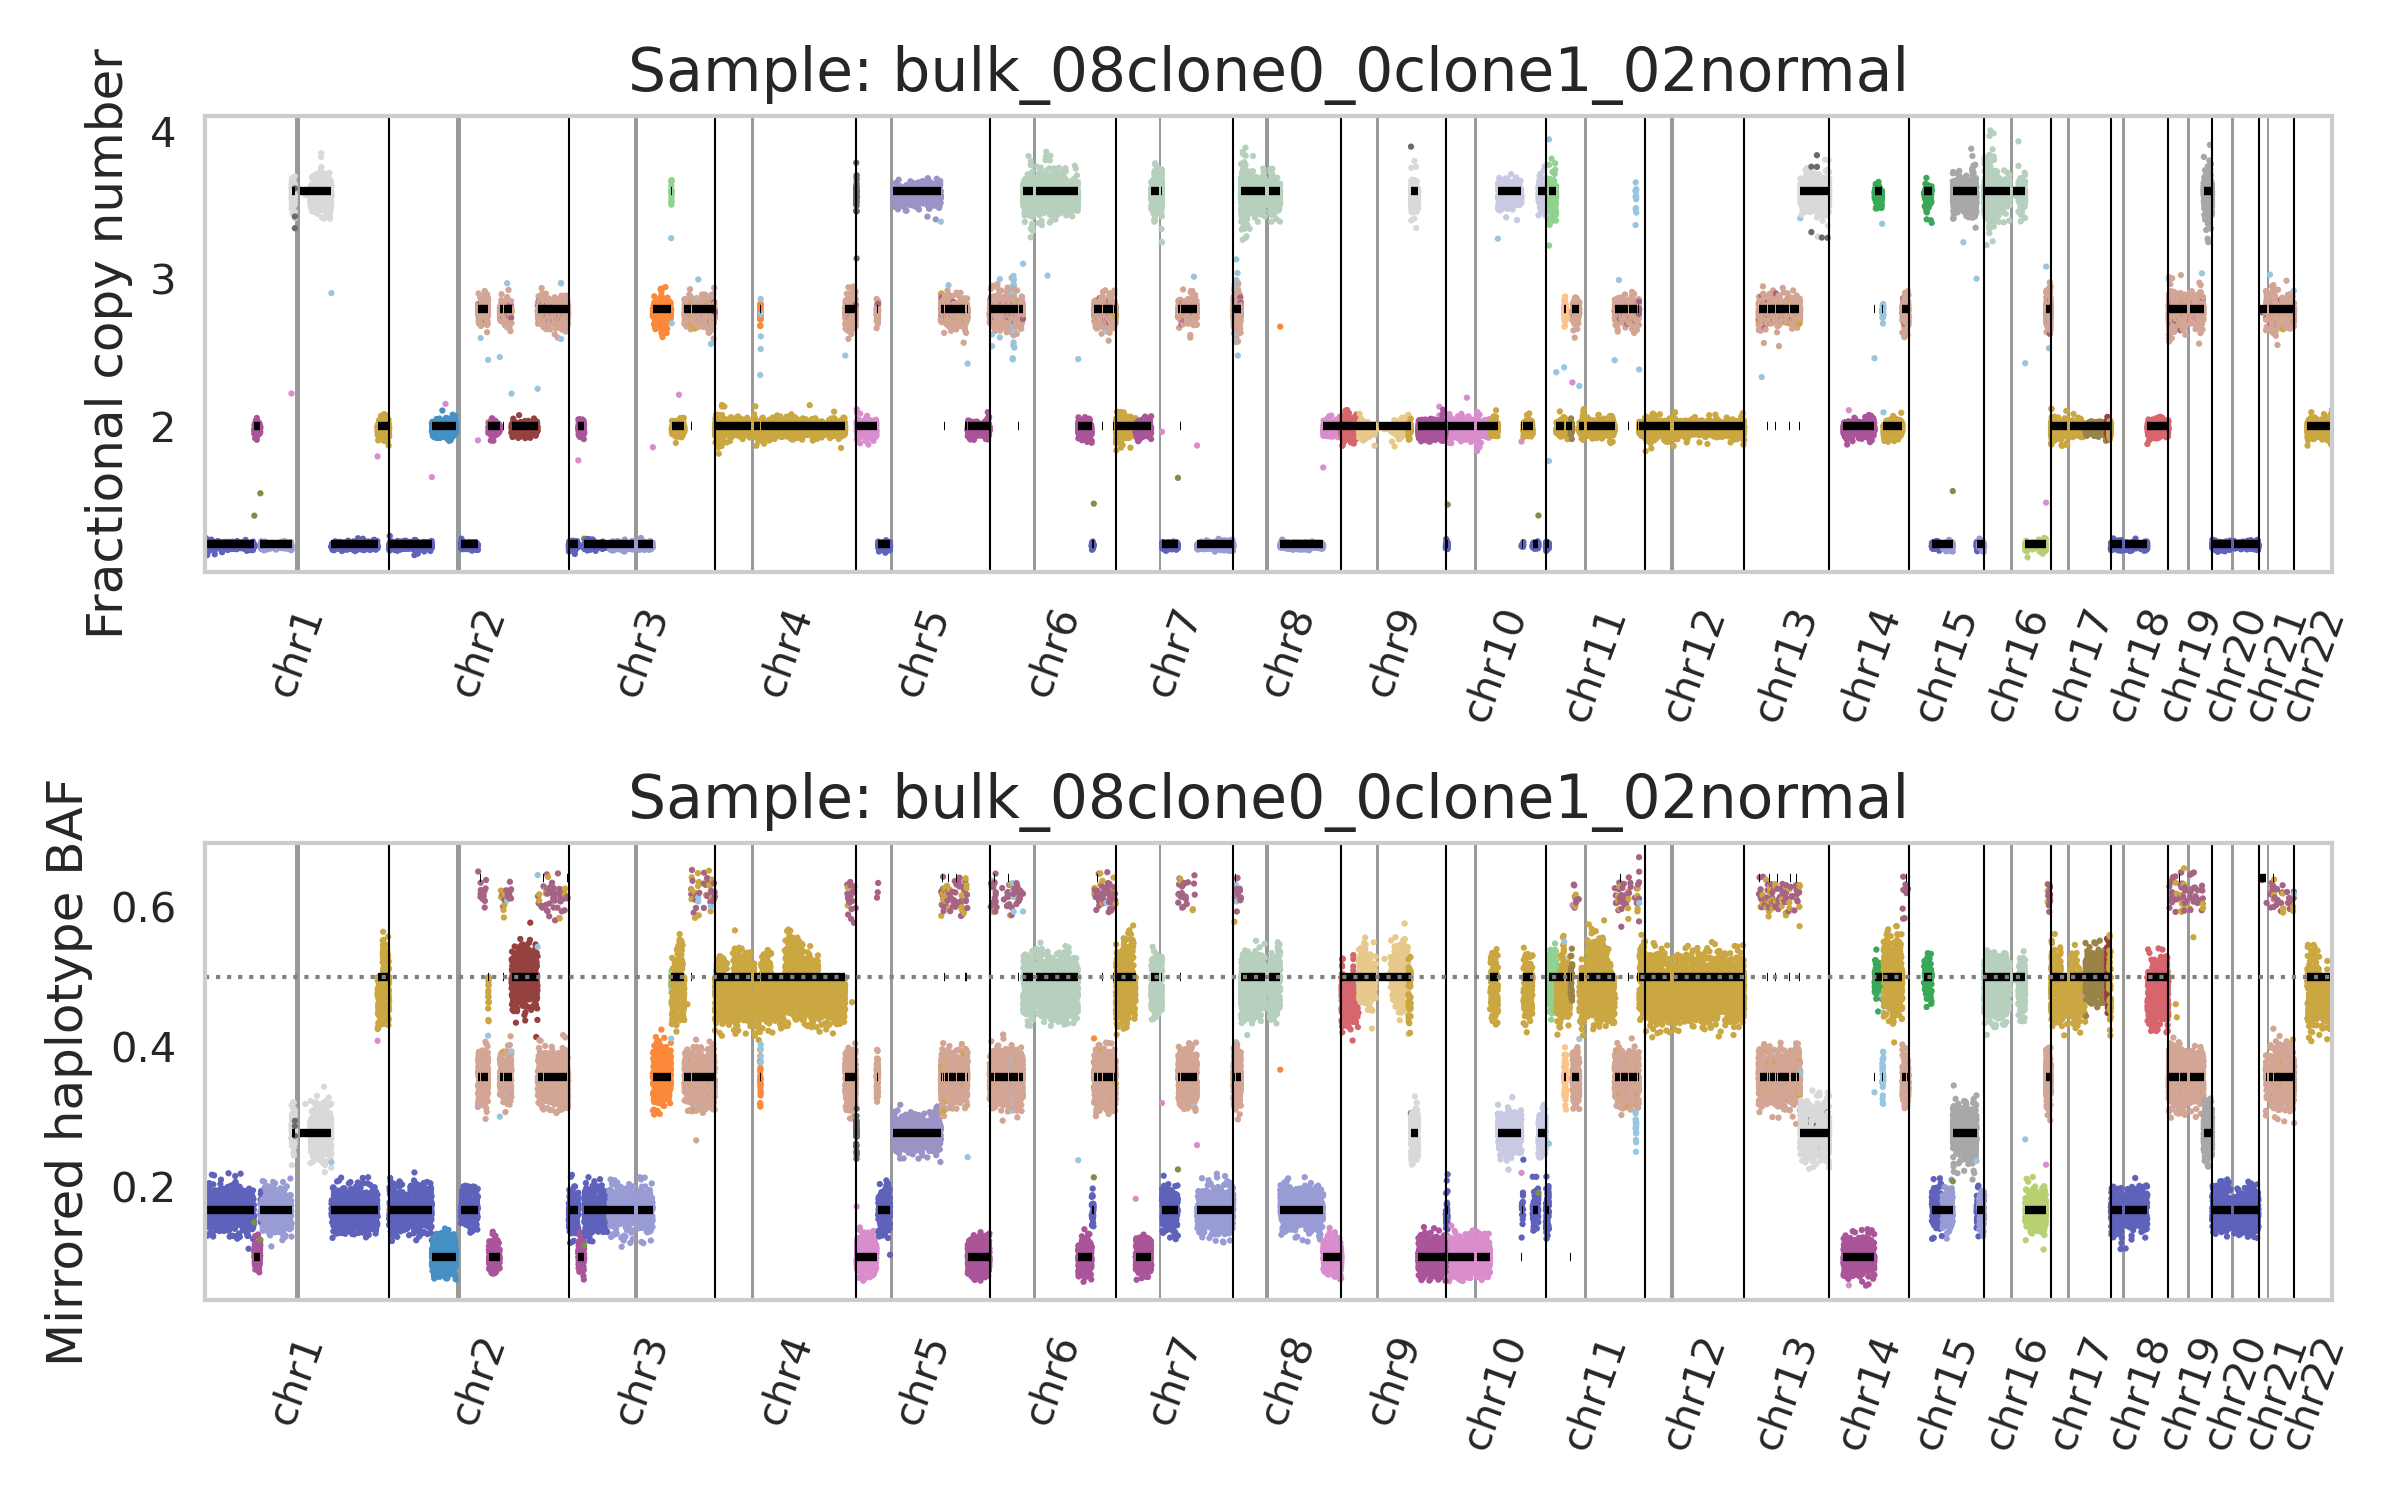 Sample: bulk_08clone0_0clone1_02normal
Fractional copy number
4
3
2
chr1
chr2
chr3
chr4
chr5
chr6
chr7
chr8
chr9
chr10
chr11
chr12
chr13
chr14
chr15
chr16
chr17
chr18
chr19
chr20
chr21
chr22
Sample: bulk_08clone0_0clone1_02normal
Mirrored haplotype BAF
0.6
0.4
0.2
chr1
chr2
chr3
chr4
chr5
chr6
chr7
chr8
chr9
chr10
chr11
chr12
chr13
chr14
chr15
chr16
chr17
chr18
chr19
chr20
chr21
chr22